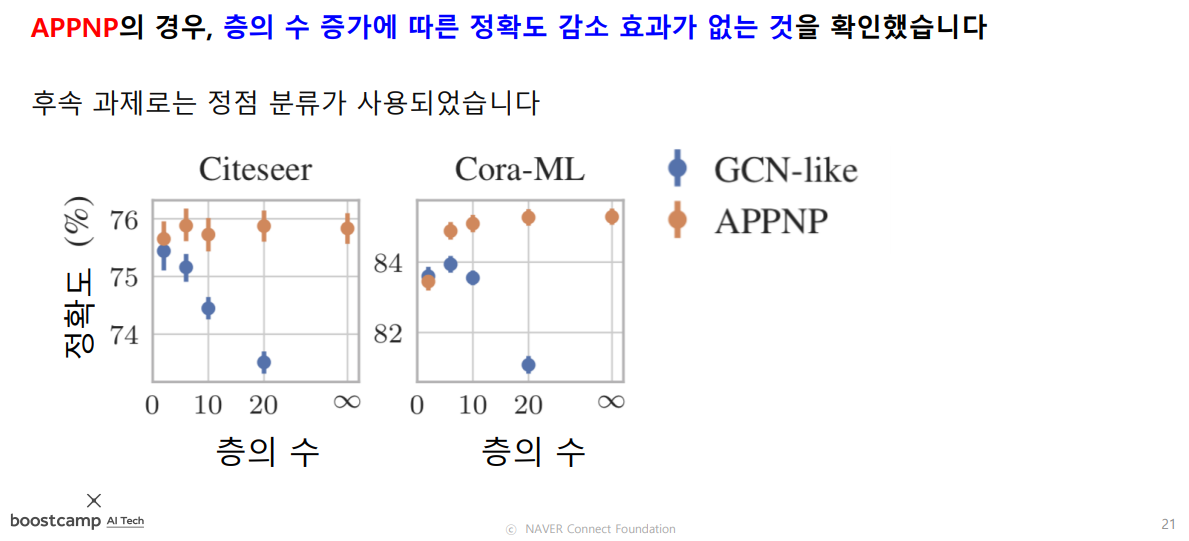 APPNP의 경우, 층의 수 증가에 따른 정확도 감소 효과가 없는 것을 확인했습니다
후속 과제로는 정점 분류가 사용되었습니다
Citeseer
Cora-ML
GCN-like
APPNP
정확도 (%)
76
75
74
84
82
0 10 20 ∞
0 10 20 ∞
층의 수
층의 수
boostcamp AI Tech
ⓒ NAVER Connect Foundation
21